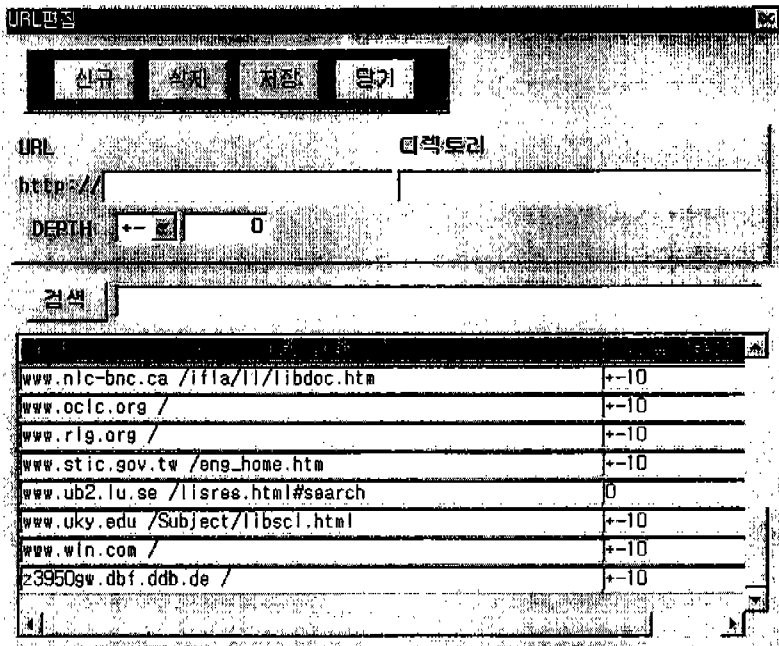 URL편집
신규 삭제 저장 닫기
URL 디렉토리
http://
DEPTH +- 0
검색
www.nlc-bnc.ca /ifla/II/libdoc.htm +-10
www.oclc.org / +-10
www.rlg.org / +-10
www.stic.gov.tw /eng_home.htm +-10
www.ub2.lu.se /lisres.html#search 0
www.uky.edu /Subject/libsci.html +-10
www.win.com / +-10
z3950gw.dbf.ddb.de / +-10